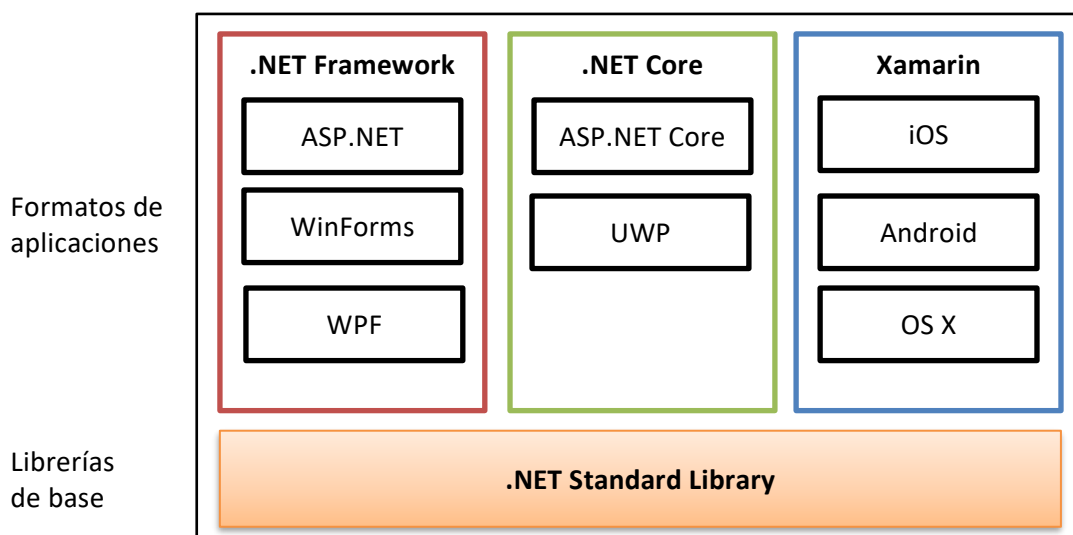 .NET Framework
ASP.NET
WinForms
WPF
.NET Core
ASP.NET Core
UWP
Xamarin
iOS
Android
OS X
Formatos de
aplicaciones
Librerías
de base
.NET Standard Library